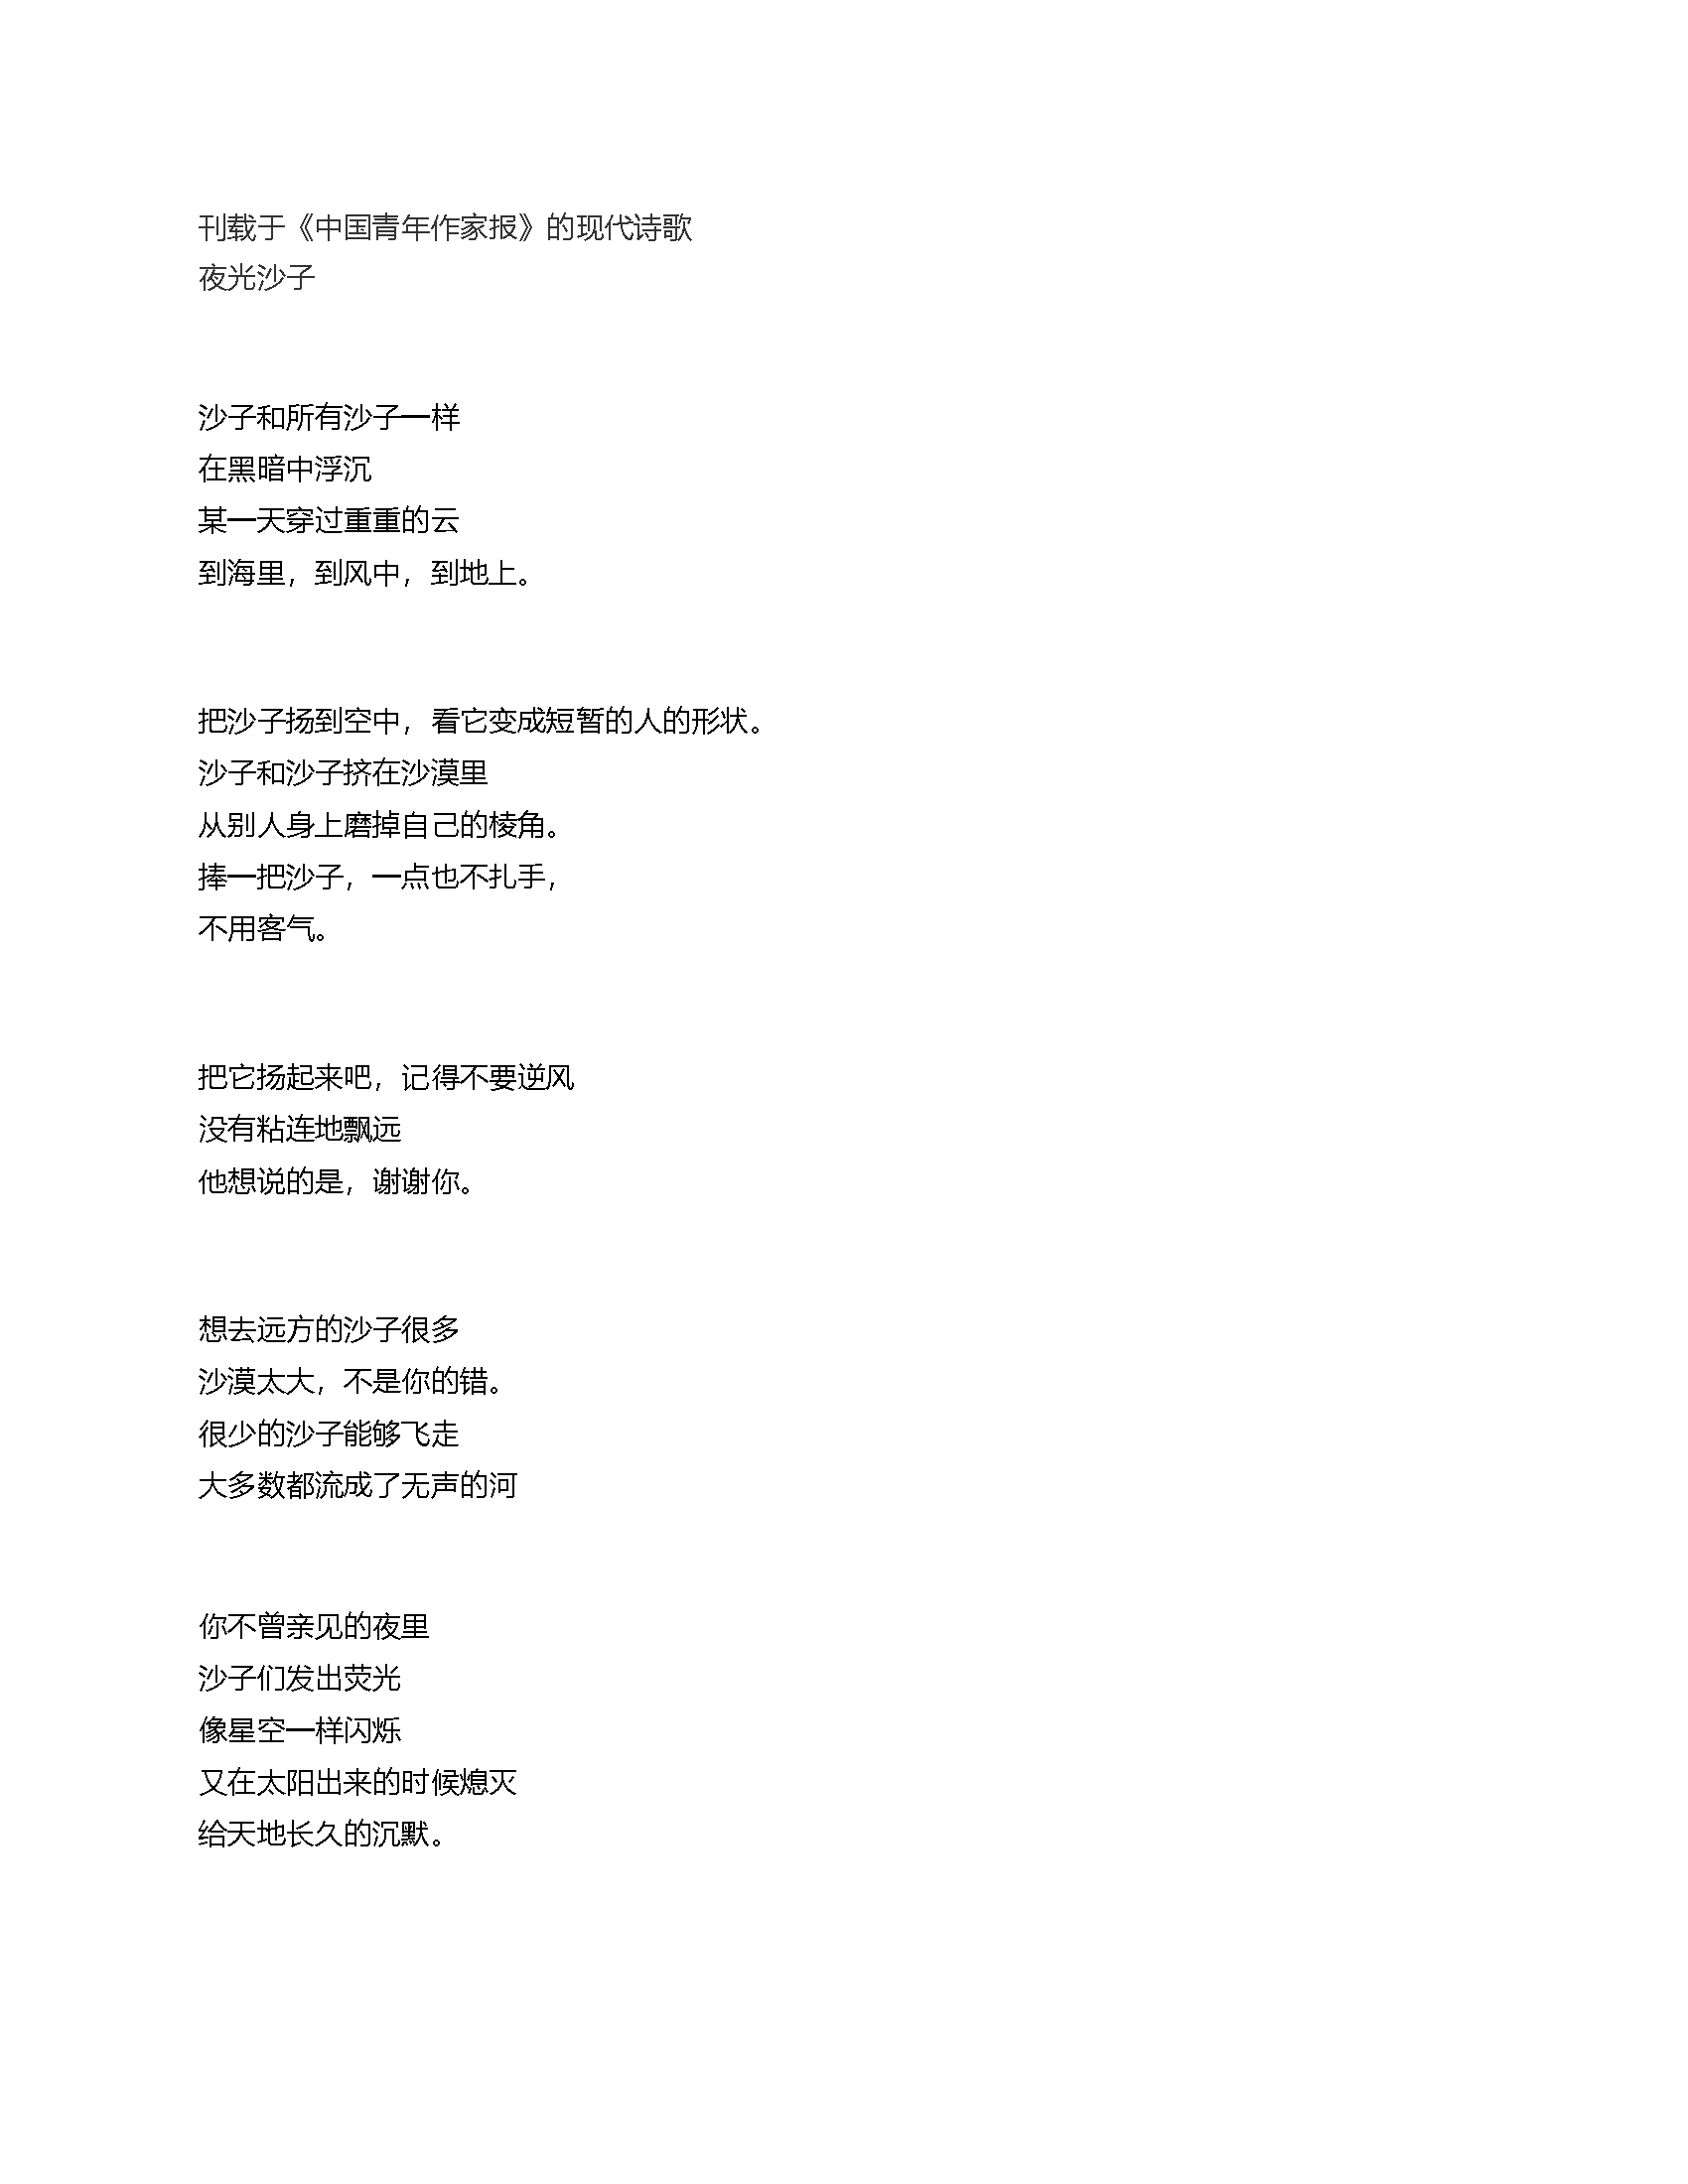 刊载于《中国青年作家报》的现代诗歌
夜光沙子
沙子和所有沙子一样
在黑暗中浮沉
某一天穿过重重的云
到海里，到风中，到地上。
把沙子扬到空中，看它变成短暂的人的形状。
沙子和沙子挤在沙漠里
从别人身上磨掉自己的棱角。
捧一把沙子，一点也不扎手，
不用客气。
把它扬起来吧，记得不要逆风
没有粘连地飘远
他想说的是，谢谢你。
想去远方的沙子很多
沙漠太大，不是你的错。
很少的沙子能够飞走
大多数都流成了无声的河
你不曾亲见的夜里
沙子们发出荧光
像星空一样闪烁
又在太阳出来的时候熄灭
给天地长久的沉默。